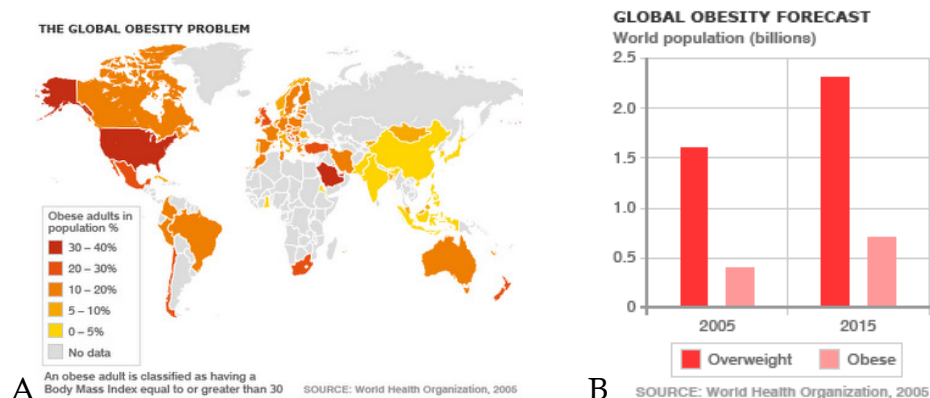 THE GLOBAL OBESITY PROBLEM
Obese adults in
population %
30 – 40%
20 – 30%
10 – 20%
5 – 10%
0 – 5%
No data
An obese adult is classified as having a
Body Mass Index equal to or greater than 30
SOURCE: World Health Organization, 2005
A
GLOBAL OBESITY FORECAST
World population (billions)
2.5
2.0
1.5
1.0
0.5
0
2005 2015
Overweight Obese
SOURCE: World Health Organization, 2005
B